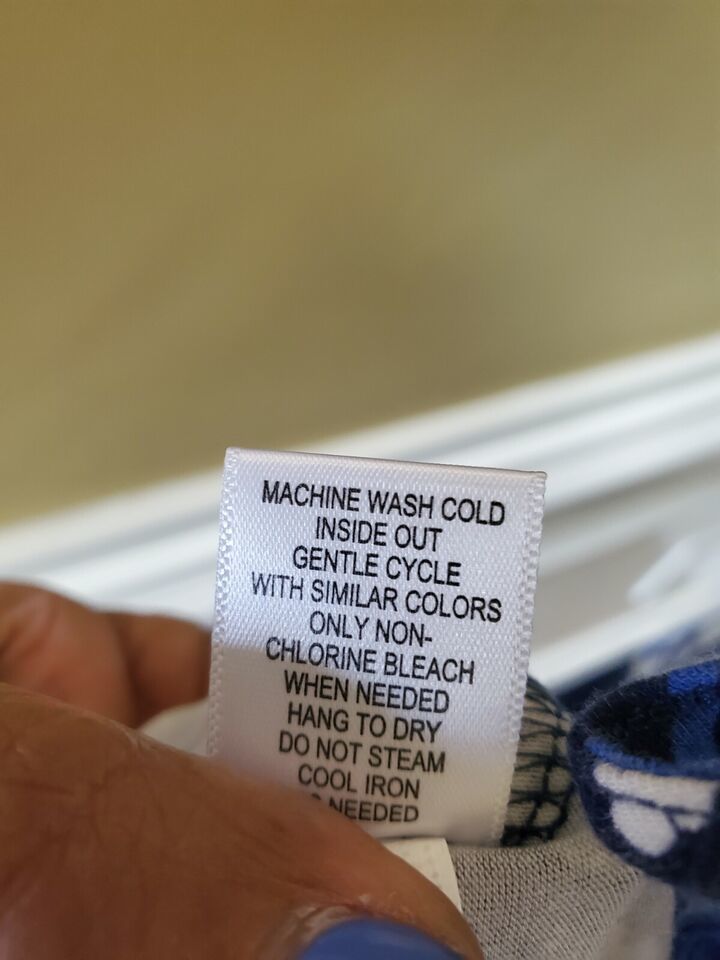 MACHINE WASH COLD
INSIDE OUT
GENTLE CYCLE
WITH SIMILAR COLORS
ONLY NON-
CHLORINE BLEACH
WHEN NEEDED
HANG TO DRY
DO NOT STEAM
COOL IRON
NEEDED